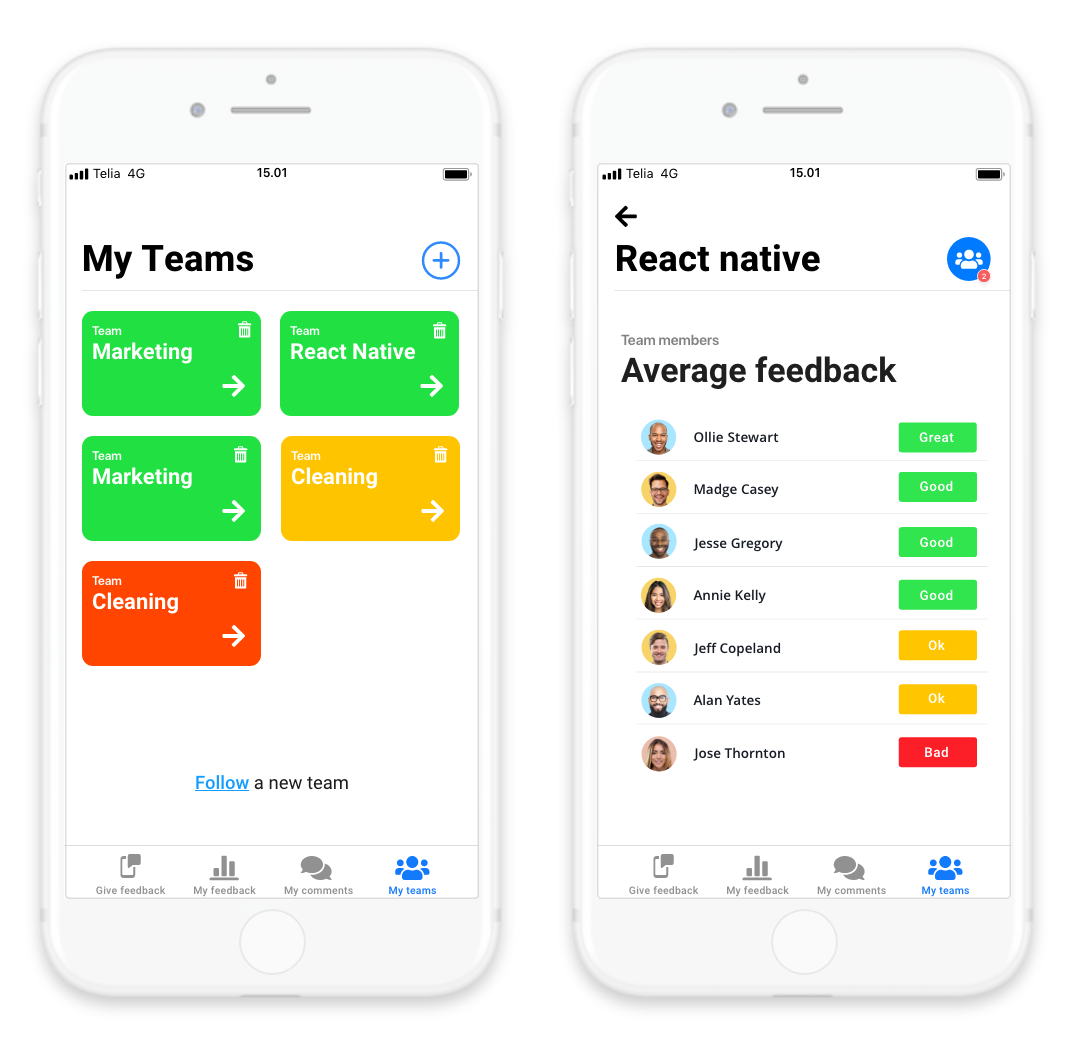 Telia 4G 15.01
My Teams
Team
Marketing
Team
React Native
Team
Marketing
Team
Cleaning
Team
Cleaning
Follow a new team
Give feedback My feedback My comments My teams
Telia 4G 15.01
React native
2
Team members
Average feedback
Ollie Stewart Great
Madge Casey Good
Jesse Gregory Good
Annie Kelly Good
Jeff Copeland Ok
Alan Yates Ok
Jose Thornton Bad
Give feedback My feedback My comments My teams